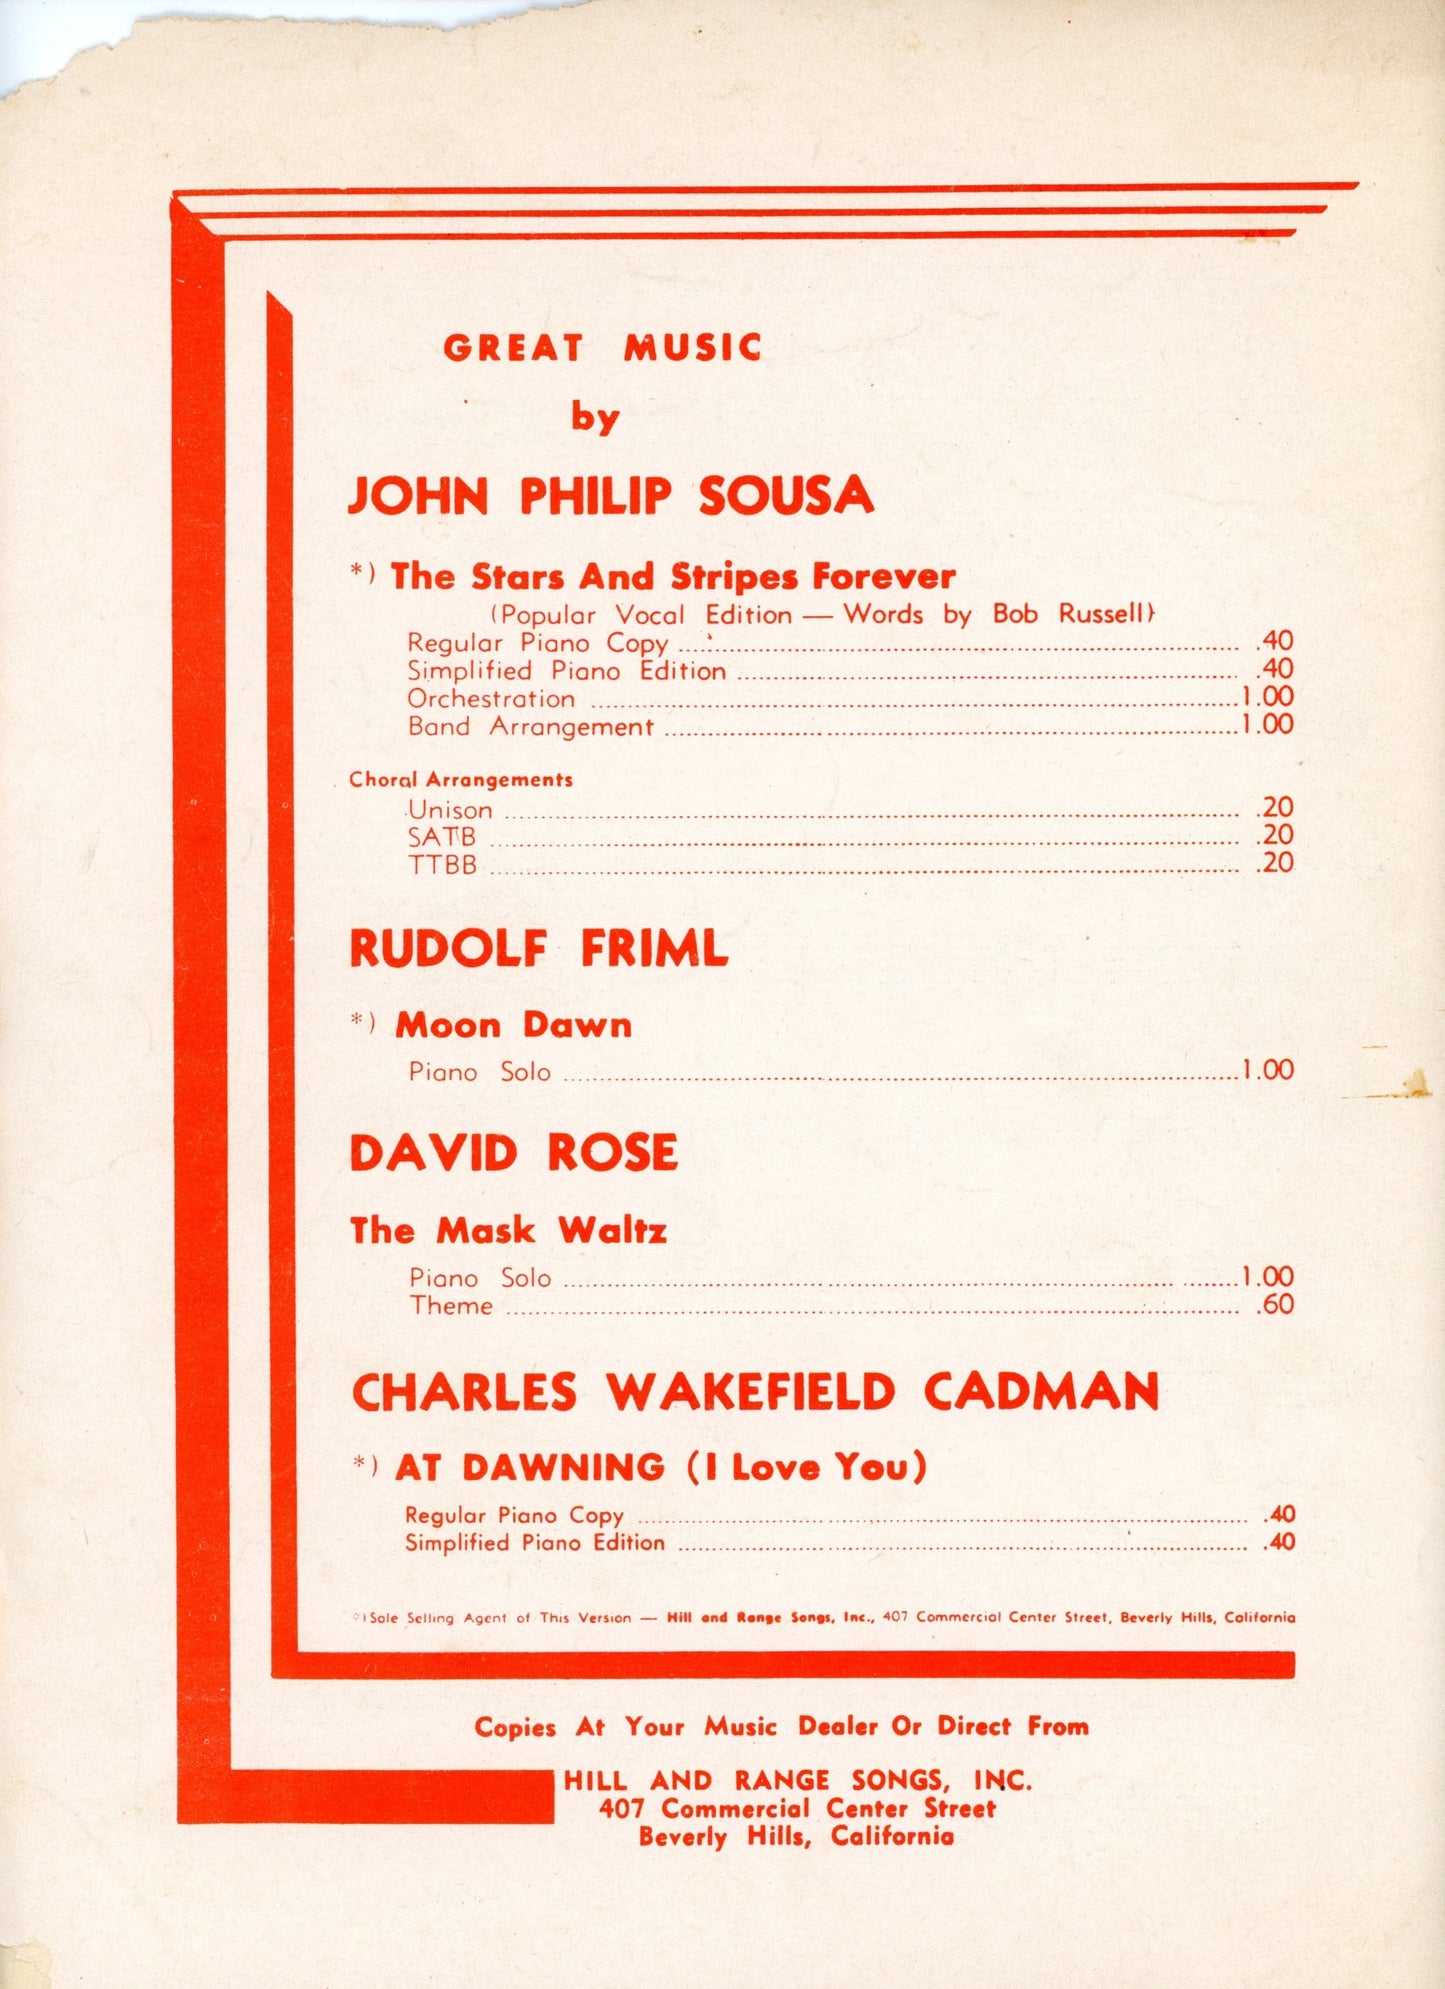 GREAT MUSIC
by
JOHN PHILIP SOUSA
*) The Stars And Stripes Forever
(Popular Vocal Edition — Words by Bob Russell)
Regular Piano Copy .40
Simplified Piano Edition .40
Orchestration 1.00
Band Arrangement 1.00
Choral Arrangements
Unison .20
SATB .20
TTBB .20
RUDOLF FRIML
*) Moon Dawn
Piano Solo 1.00
DAVID ROSE
The Mask Waltz
Piano Solo 1.00
Theme .60
CHARLES WAKEFIELD CADMAN
*) AT DAWNING (I Love You)
Regular Piano Copy .40
Simplified Piano Edition .40
*) Sole Selling Agent of This Version — Hill and Range Songs, Inc., 407 Commercial Center Street, Beverly Hills, California
Copies At Your Music Dealer Or Direct From
HILL AND RANGE SONGS, INC.
407 Commercial Center Street
Beverly Hills, California